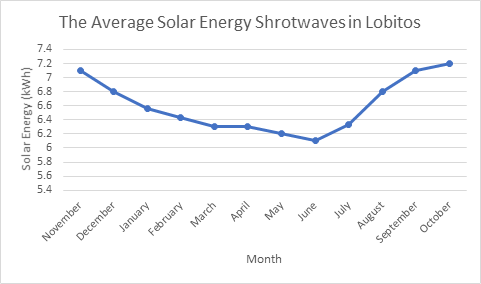 The Average Solar Energy Shrotwaves in Lobitos
Solar Energy (kWh)
7.4
7.2
7
6.8
6.6
6.4
6.2
6
5.8
5.6
5.4
November
December
January
February
March
April
May
June
July
August
September
October
Month